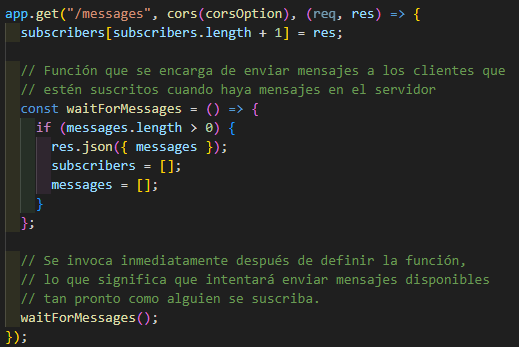 app.get("/messages", cors(corsOption), (req, res) => {
  subscribers[subscribers.length + 1] = res;

  // Función que se encarga de enviar mensajes a los clientes que
  // estén suscritos cuando haya mensajes en el servidor
  const waitForMessages = () => {
    if (messages.length > 0) {
      res.json({ messages });
      subscribers = [];
      messages = [];
    }
  };

  // Se invoca inmediatamente después de definir la función,
  // lo que significa que intentará enviar mensajes disponibles
  // tan pronto como alguien se suscriba.
  waitForMessages();
});